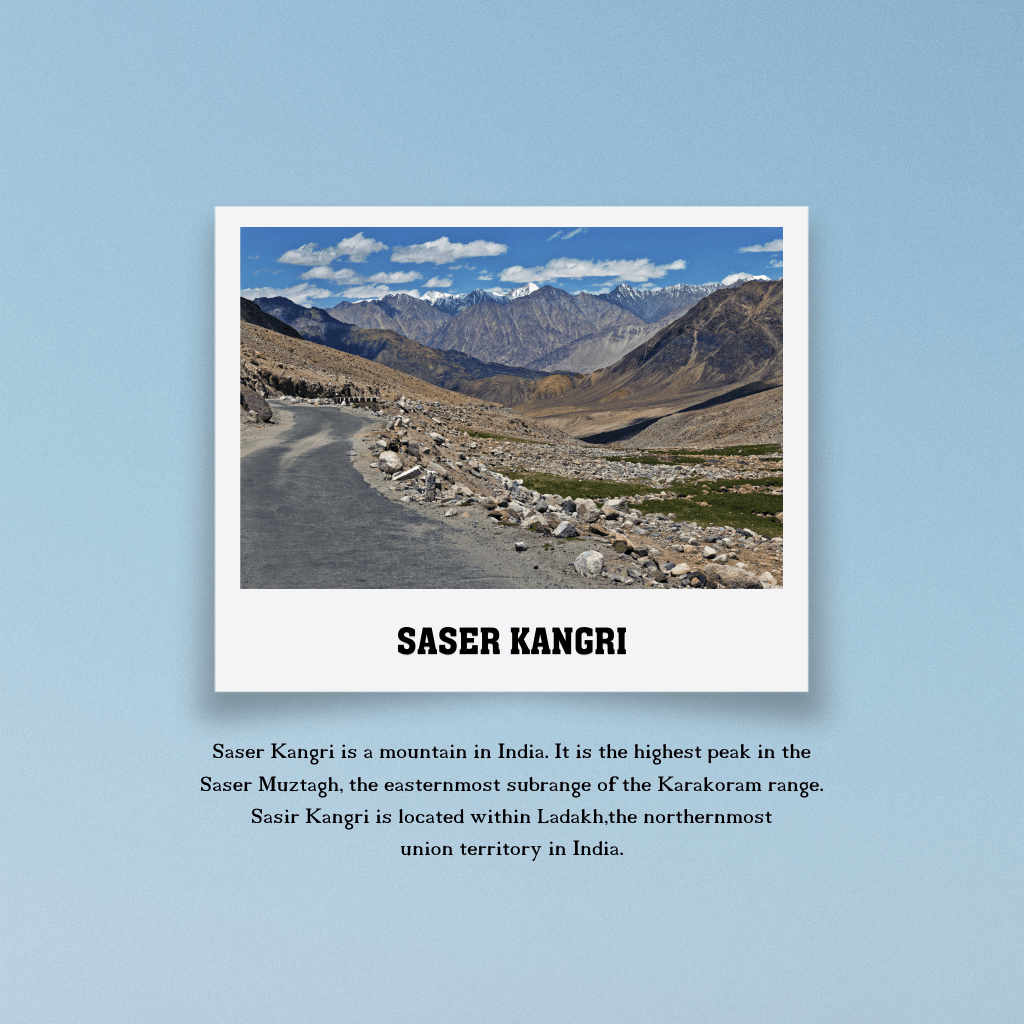 SASER KANGRI
Saser Kangri is a mountain in India. It is the highest peak in the
Saser Muztagh, the easternmost subrange of the Karakoram range.
Sasir Kangri is located within Ladakh,the northernmost
union territory in India.